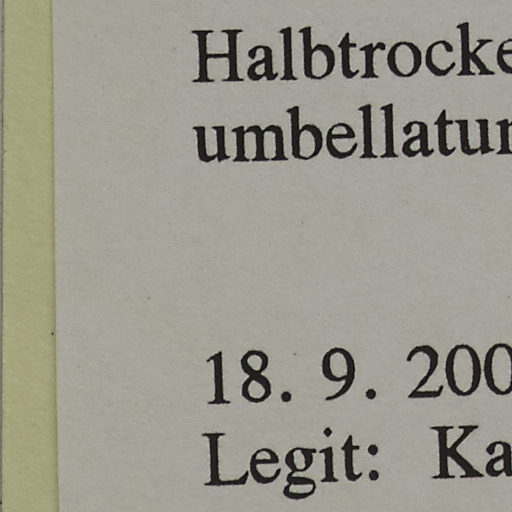 Halbtrocke
umbellatur
18. 9. 200
Legit: Ka